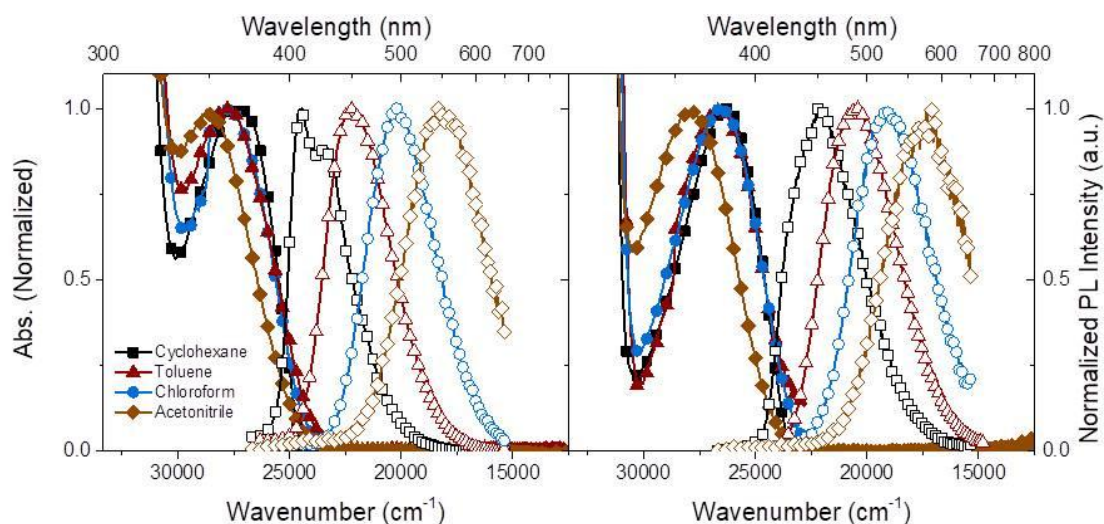 Wavelength (nm)
Wavelength (nm)
300 400 500 600 700
400 500 600 700 800
Abs. (Normalized)
1.0
0.5
0.0
Cyclohexane
Toluene
Chloroform
Acetonitrile
1.0
0.5
0.0
Normalized PL Intensity (a.u.)
30000 25000 20000 15000
30000 25000 20000 15000
Wavenumber (cm⁻¹)
Wavenumber (cm⁻¹)